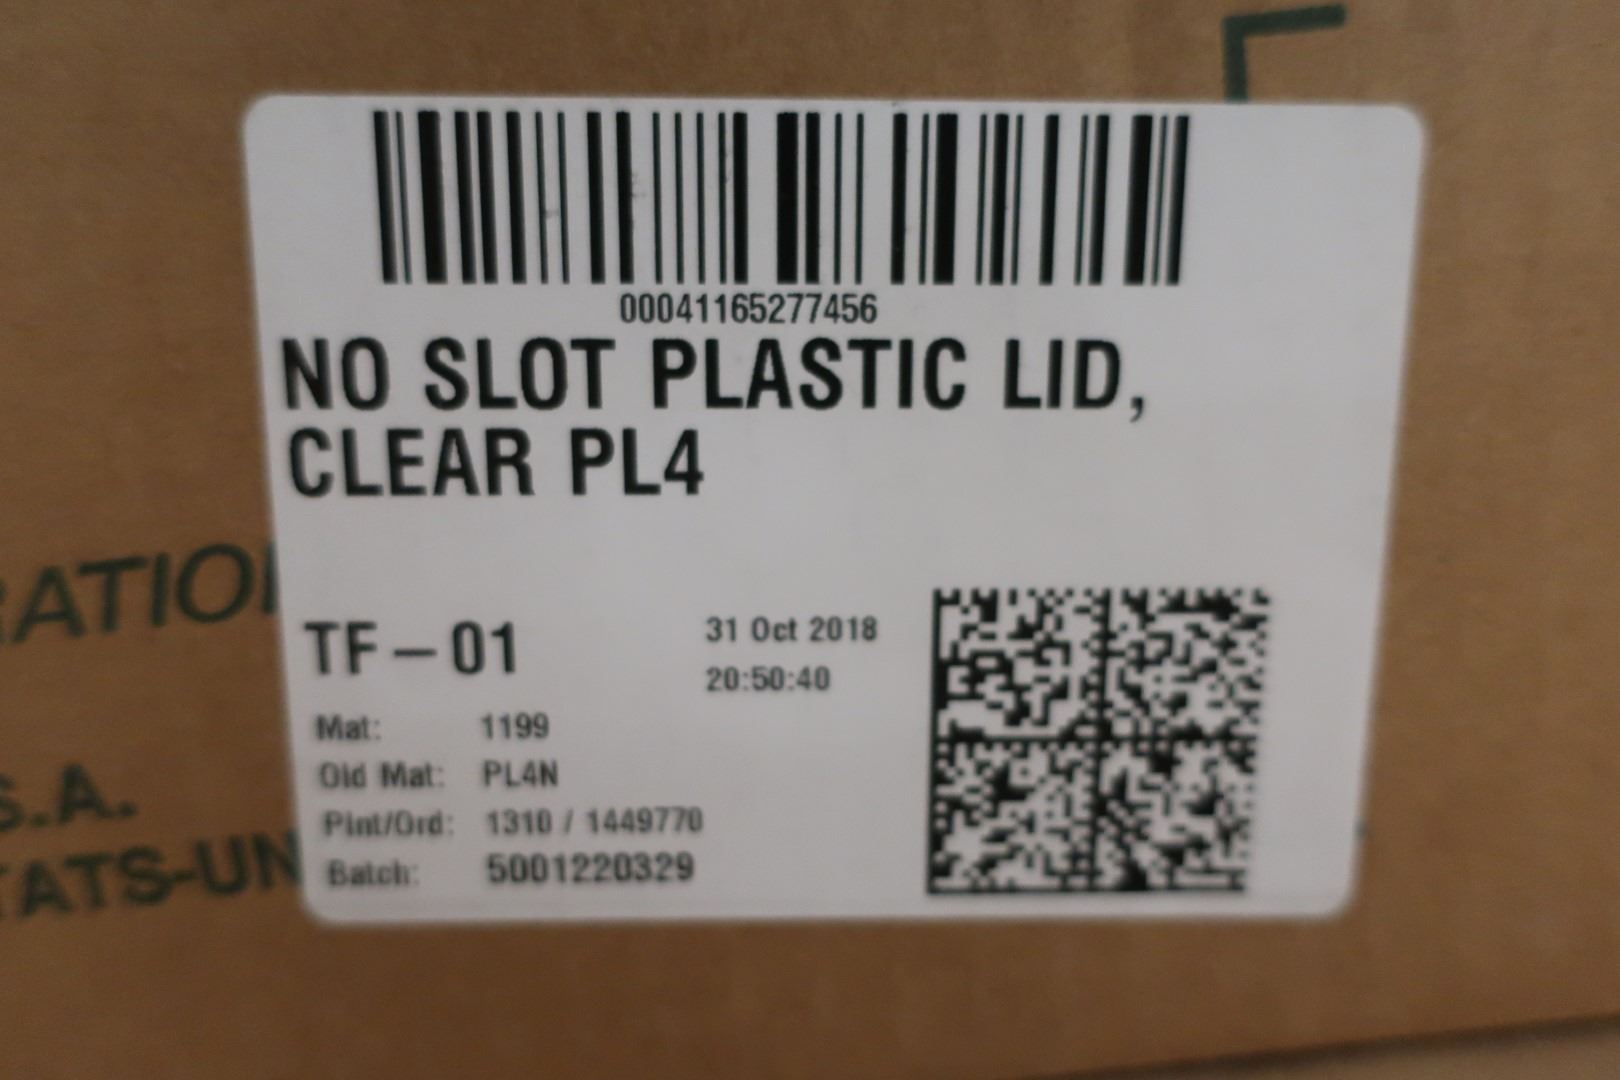 00041165277456
NO SLOT PLASTIC LID,
CLEAR PL4
TF-01
31 Oct 2018
20:50:40
Mat: 1199
Old Mat: PL4N
Plnt/Ord: 1310 / 1449770
Batch: 5001220329
RATIO
S.A.
TATS-UN